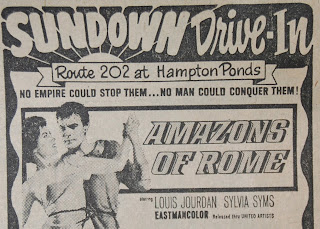 SUNDOWN Drive-In
Route 202 at Hampton Ponds
NO EMPIRE COULD STOP THEM...NO MAN COULD CONQUER THEM!
AMAZONS
OF ROME
starring LOUIS JOURDAN SYLVIA SYMS
EASTMANCOLOR Released thru UNITED ARTISTS